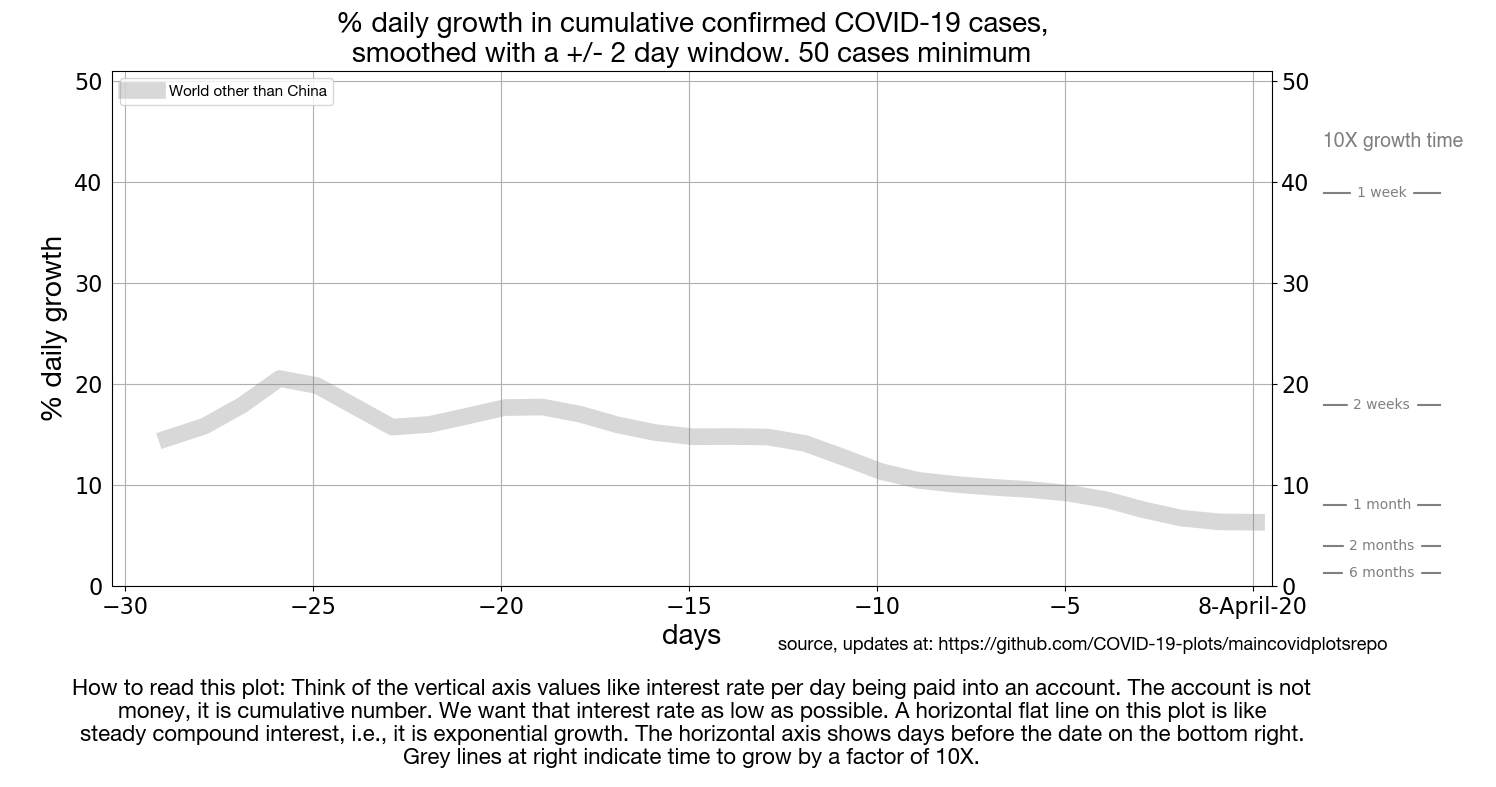 % daily growth in cumulative confirmed COVID-19 cases,
smoothed with a +/- 2 day window. 50 cases minimum
World other than China
50
40
30
20
10
0
% daily growth
50
40
30
20
10
0
10X growth time
1 week
2 weeks
1 month
2 months
6 months
−30
−25
−20
−15
−10
−5
8-April-20
days
source, updates at: https://github.com/COVID-19-plots/maincovidplotsrepo
How to read this plot: Think of the vertical axis values like interest rate per day being paid into an account. The account is not
money, it is cumulative number. We want that interest rate as low as possible. A horizontal flat line on this plot is like
steady compound interest, i.e., it is exponential growth. The horizontal axis shows days before the date on the bottom right.
Grey lines at right indicate time to grow by a factor of 10X.